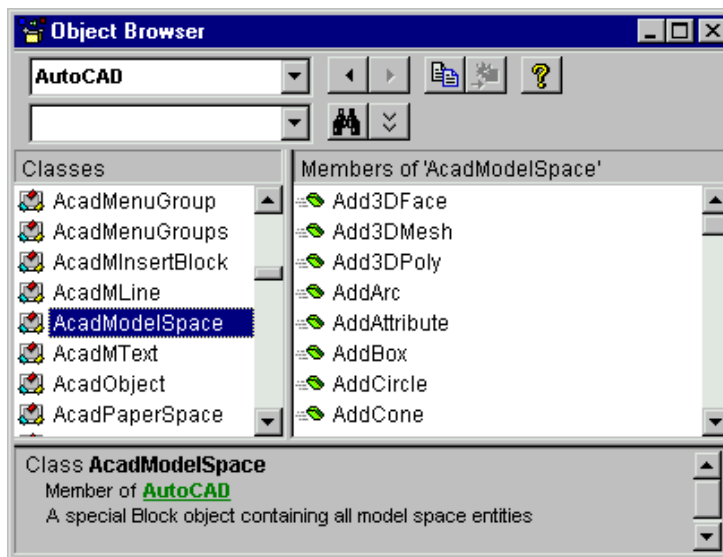 Object Browser
AutoCAD
Classes
Members of 'AcadModelSpace'
AcadMenuGroup
AcadMenuGroups
AcadMInsertBlock
AcadMLine
AcadModelSpace
AcadMText
AcadObject
AcadPaperSpace
Add3DFace
Add3DMesh
Add3DPoly
AddArc
AddAttribute
AddBox
AddCircle
AddCone
Class AcadModelSpace
Member of AutoCAD
A special Block object containing all model space entities